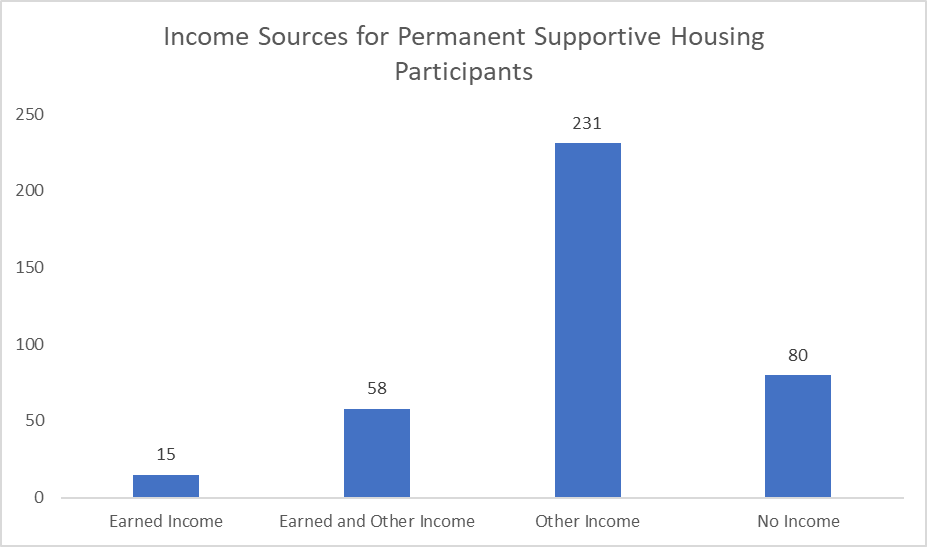 Income Sources for Permanent Supportive Housing
Participants
250
200
150
100
50
0
15
58
231
80
Earned Income
Earned and Other Income
Other Income
No Income